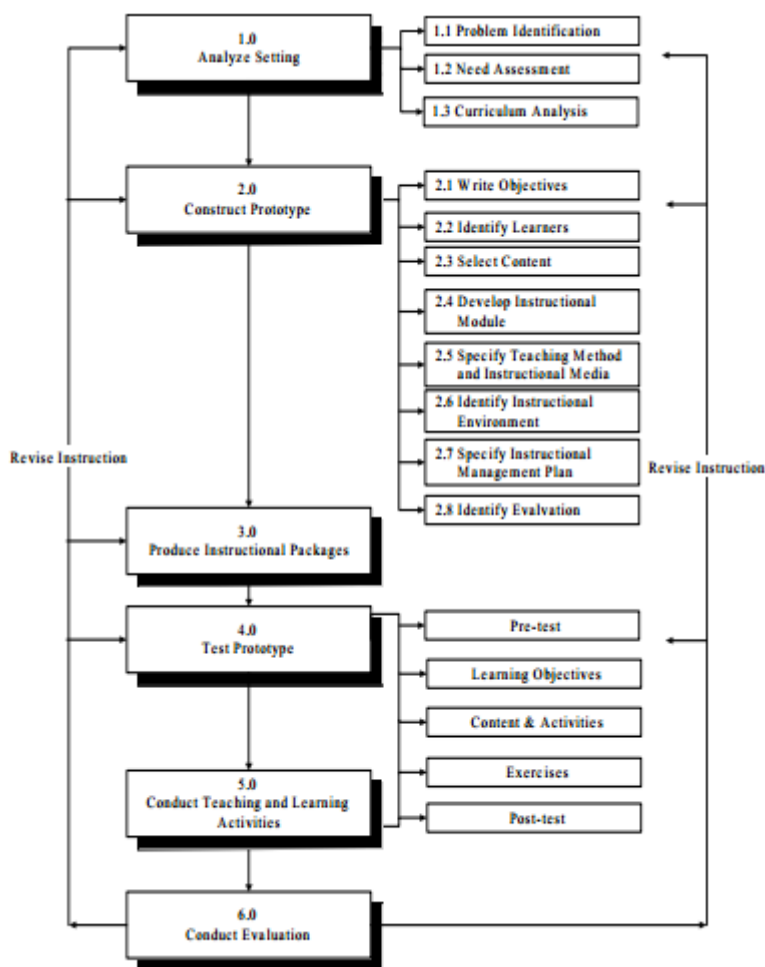 1.0
Analyze Setting
1.1 Problem Identification
1.2 Need Assessment
1.3 Curriculum Analysis
2.0
Construct Prototype
2.1 Write Objectives
2.2 Identify Learners
2.3 Select Content
2.4 Develop Instructional
Module
2.5 Specify Teaching Method
and Instructional Media
2.6 Identify Instructional
Environment
2.7 Specify Instructional
Management Plan
2.8 Identify Evalvation
Revise Instruction
Revise Instruction
3.0
Produce Instructional Packages
4.0
Test Prototype
Pre-test
Learning Objectives
Content & Activities
Exercises
Post-test
5.0
Conduct Teaching and Learning
Activities
6.0
Conduct Evaluation